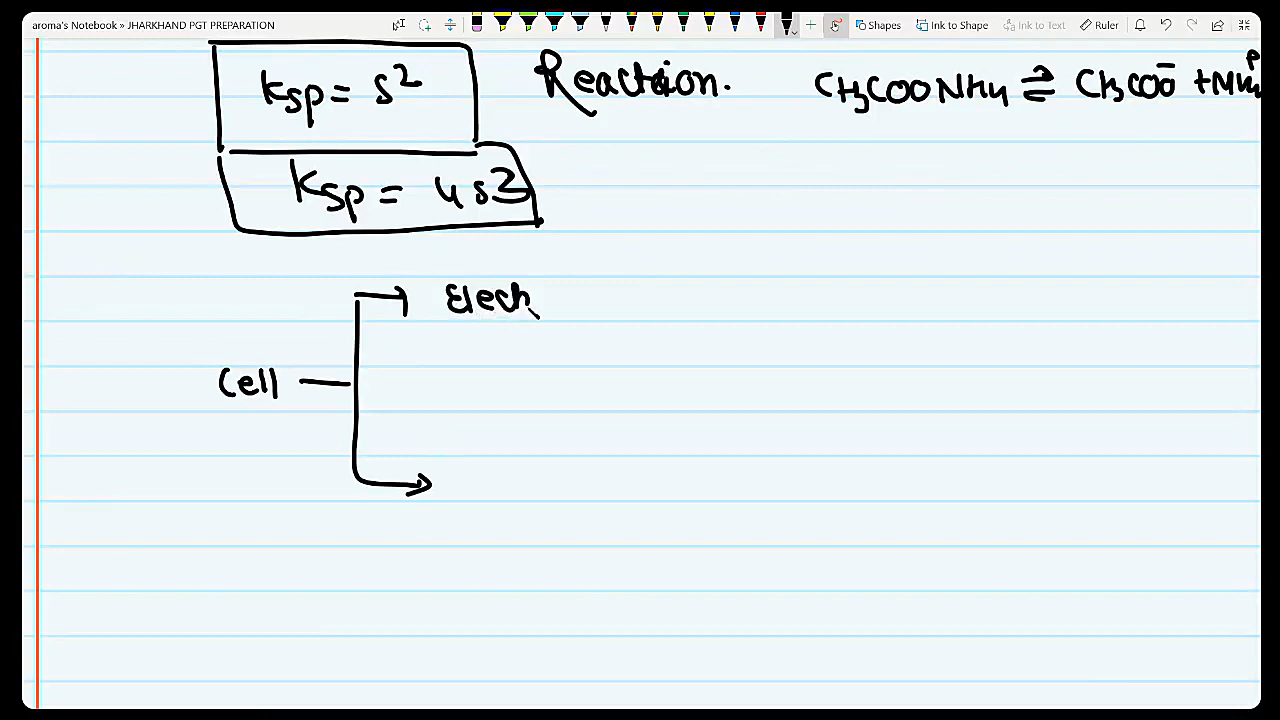 aroma's Notebook » JHARKHAND PGT PREPARATION
Shapes Ink to Shape Ink to Text Ruler
Ksp = s²
Reaction.
CH3COONH4 ⇌ CH3COO⁻ + NH4
Ksp = 4s3
Elech
Cell